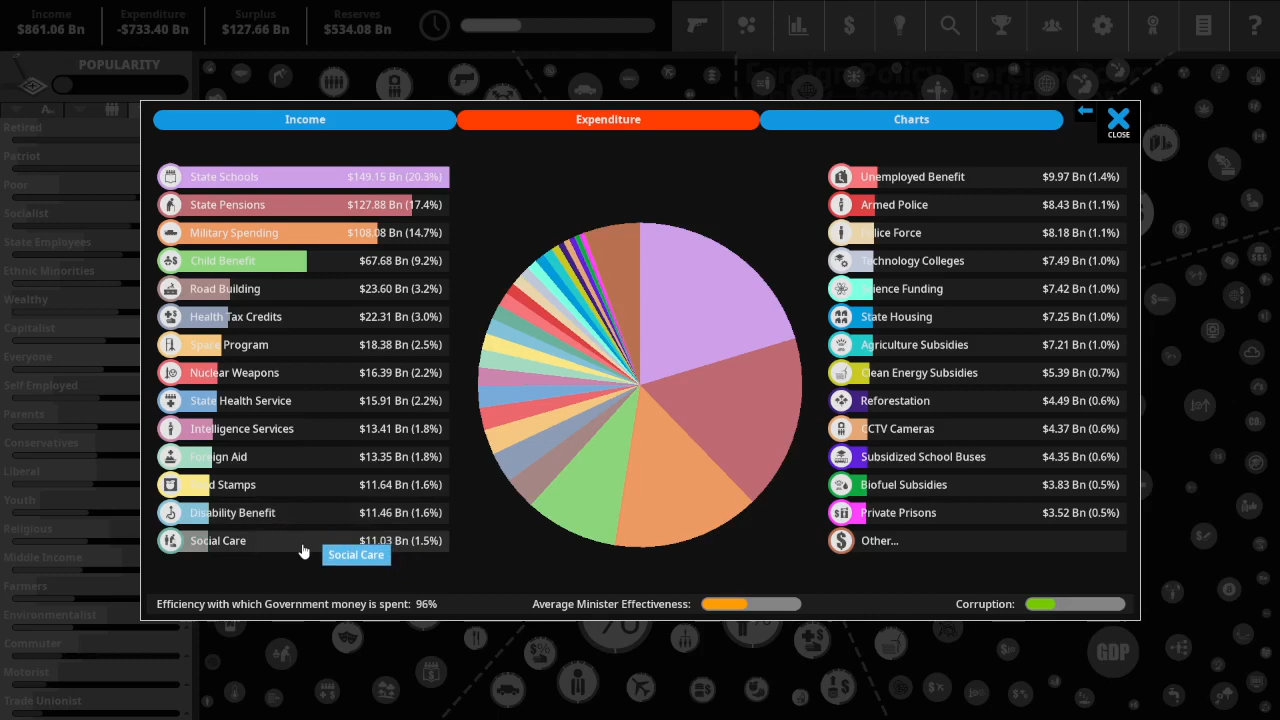 Income
$861.06 Bn
Expenditure
-$733.40 Bn
Surplus
$127.66 Bn
Reserves
$534.08 Bn
?
POPULARITY
Retired
Patriot
Poor
Socialist
State Employees
Ethnic Minorities
Wealthy
Capitalist
Everyone
Self Employed
Parents
Conservatives
Liberal
Youth
Religious
Middle Income
Farmers
Environmentalist
Commuter
Motorist
Trade Unionist
Income
Expenditure
Charts
CLOSE
State Schools $149.15 Bn (20.3%)
State Pensions $127.88 Bn (17.4%)
Military Spending $108.08 Bn (14.7%)
Child Benefit $67.68 Bn (9.2%)
Road Building $23.60 Bn (3.2%)
Health Tax Credits $22.31 Bn (3.0%)
Space Program $18.38 Bn (2.5%)
Nuclear Weapons $16.39 Bn (2.2%)
State Health Service $15.91 Bn (2.2%)
Intelligence Services $13.41 Bn (1.8%)
Foreign Aid $13.35 Bn (1.8%)
Food Stamps $11.64 Bn (1.6%)
Disability Benefit $11.46 Bn (1.6%)
Social Care $11.03 Bn (1.5%)
Social Care
Unemployed Benefit $9.97 Bn (1.4%)
Armed Police $8.43 Bn (1.1%)
Police Force $8.18 Bn (1.1%)
Technology Colleges $7.49 Bn (1.0%)
Science Funding $7.42 Bn (1.0%)
State Housing $7.25 Bn (1.0%)
Agriculture Subsidies $7.21 Bn (1.0%)
Clean Energy Subsidies $5.39 Bn (0.7%)
Reforestation $4.49 Bn (0.6%)
CCTV Cameras $4.37 Bn (0.6%)
Subsidized School Buses $4.35 Bn (0.6%)
Biofuel Subsidies $3.83 Bn (0.5%)
Private Prisons $3.52 Bn (0.5%)
Other...
Efficiency with which Government money is spent: 96%
Average Minister Effectiveness:
Corruption:
GDP